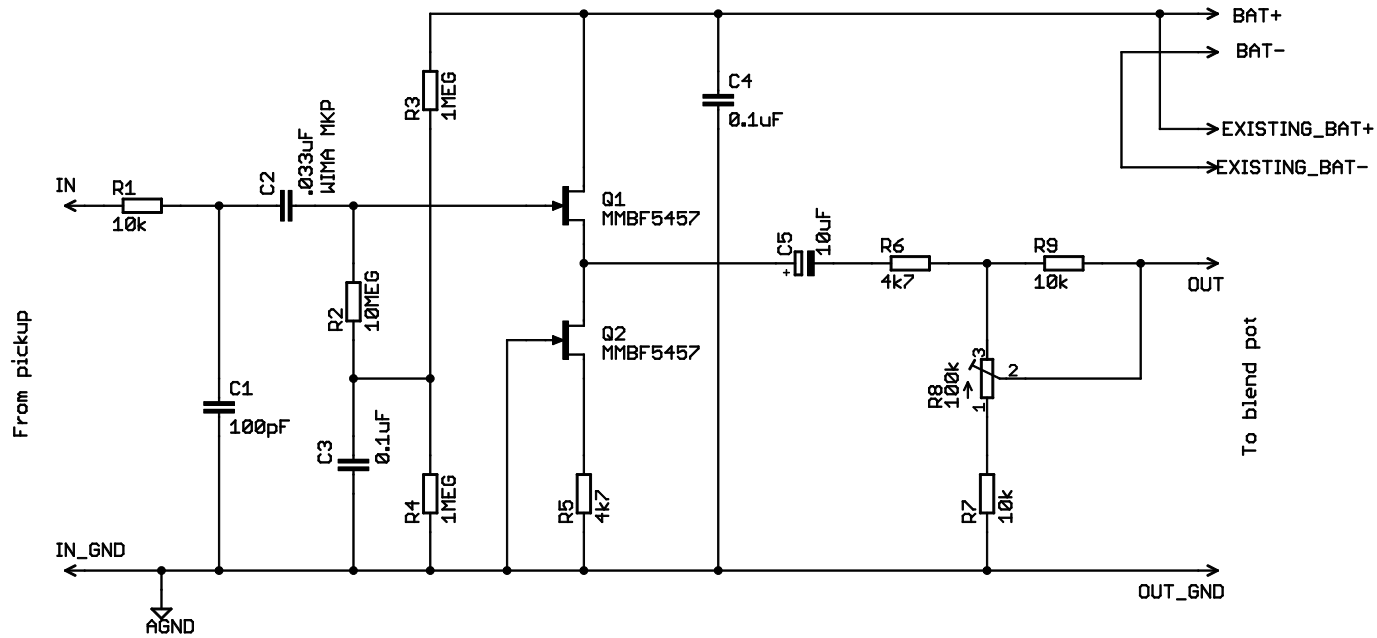 BAT+
BAT-
EXISTING_BAT+
EXISTING_BAT-
R3
1MEG
C4
0.1uF
IN
R1
10k
C2
.033uF
WIMA MKP
Q1
MMBF5457
C5
+
10uF
R6
4k7
R9
10k
OUT
R2
10MEG
Q2
MMBF5457
From pickup
C1
100pF
C3
0.1uF
R4
1MEG
R5
4k7
R8
100k
3
2
1
To blend pot
R7
10k
IN_GND
AGND
OUT_GND